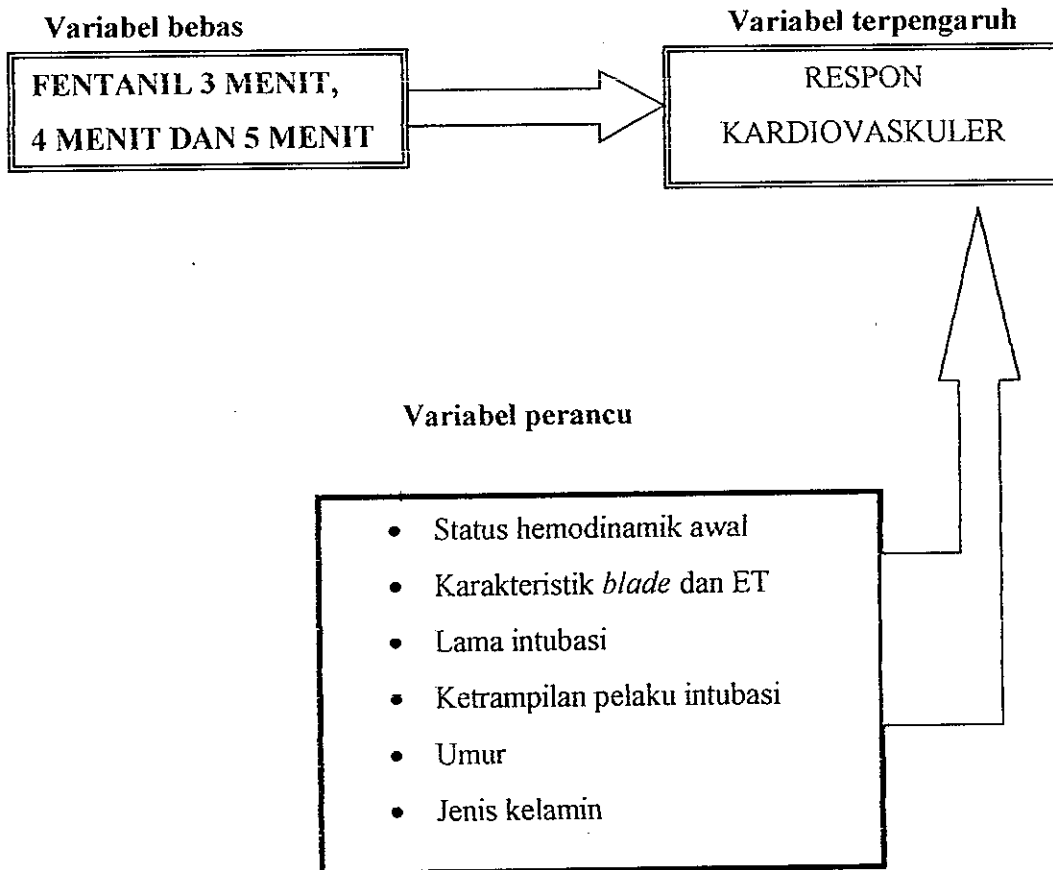 Variabel bebas
Variabel terpengaruh
FENTANIL 3 MENIT,
4 MENIT DAN 5 MENIT
RESPON
KARDIOVASKULER
Variabel perancu
• Status hemodinamik awal
• Karakteristik blade dan ET
• Lama intubasi
• Ketrampilan pelaku intubasi
• Umur
• Jenis kelamin